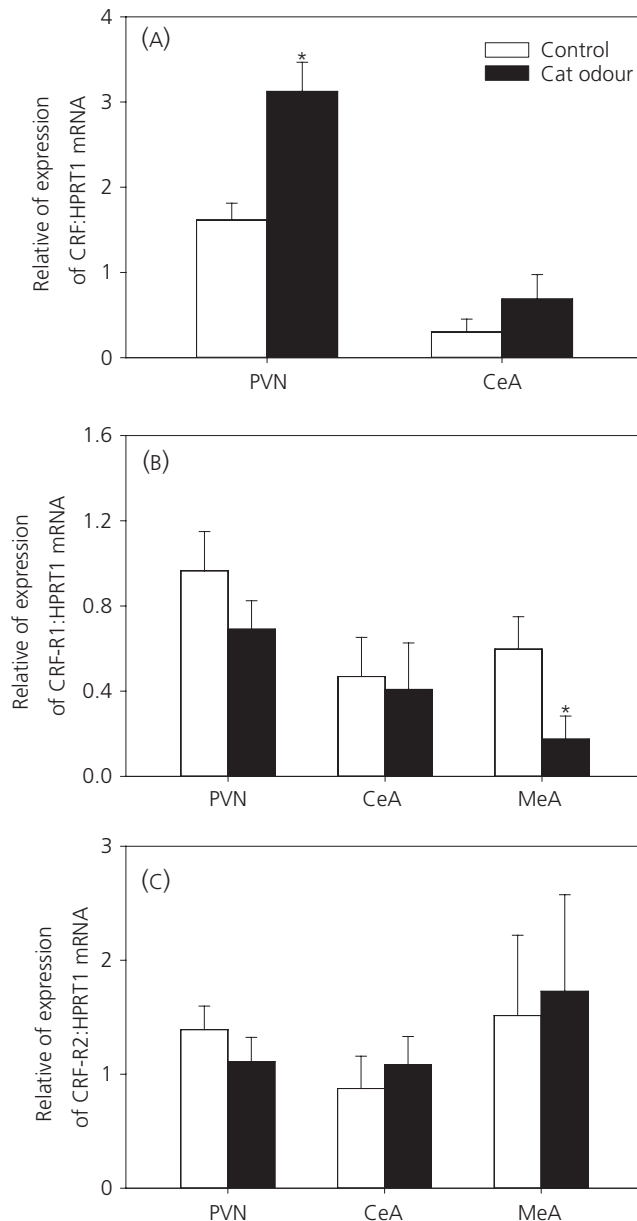 (A)
Control
Cat odour
Relative of expression
of CRF:HPRT1 mRNA
4
3
2
1
0
*
PVN
CeA
(B)
Relative of expression
of CRF-R1:HPRT1 mRNA
1.6
1.2
0.8
0.4
0.0
*
PVN
CeA
MeA
(C)
Relative of expression
of CRF-R2:HPRT1 mRNA
3
2
1
0
PVN
CeA
MeA